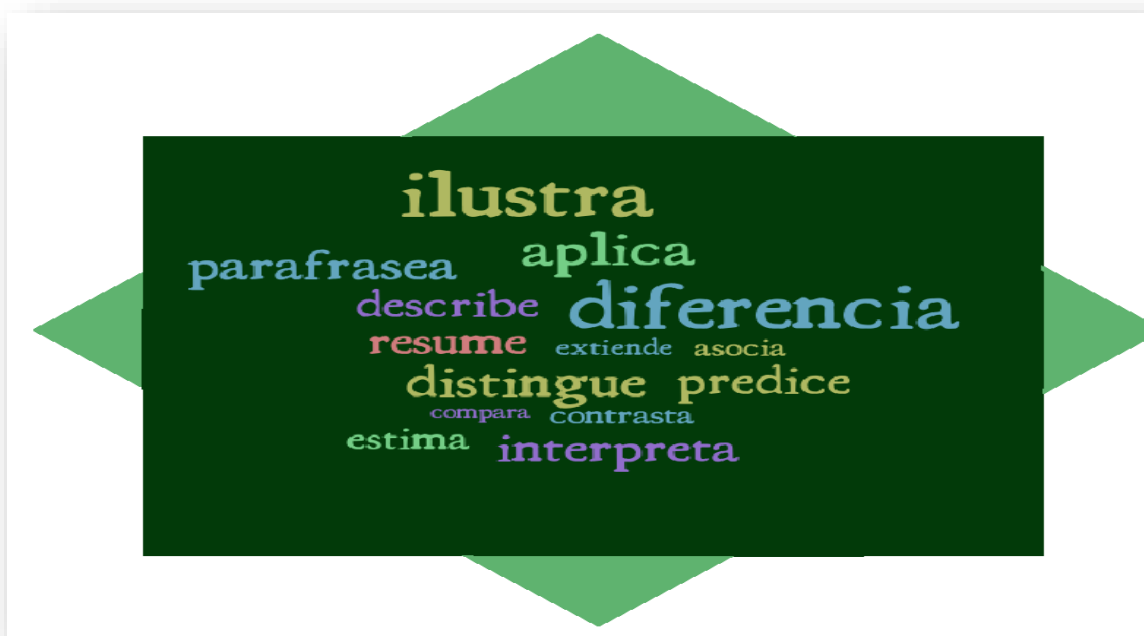 ilustra
parafrasea aplica
describe diferencia
resume extiende asocia
distingue predice
compara contrasta
estima interpreta